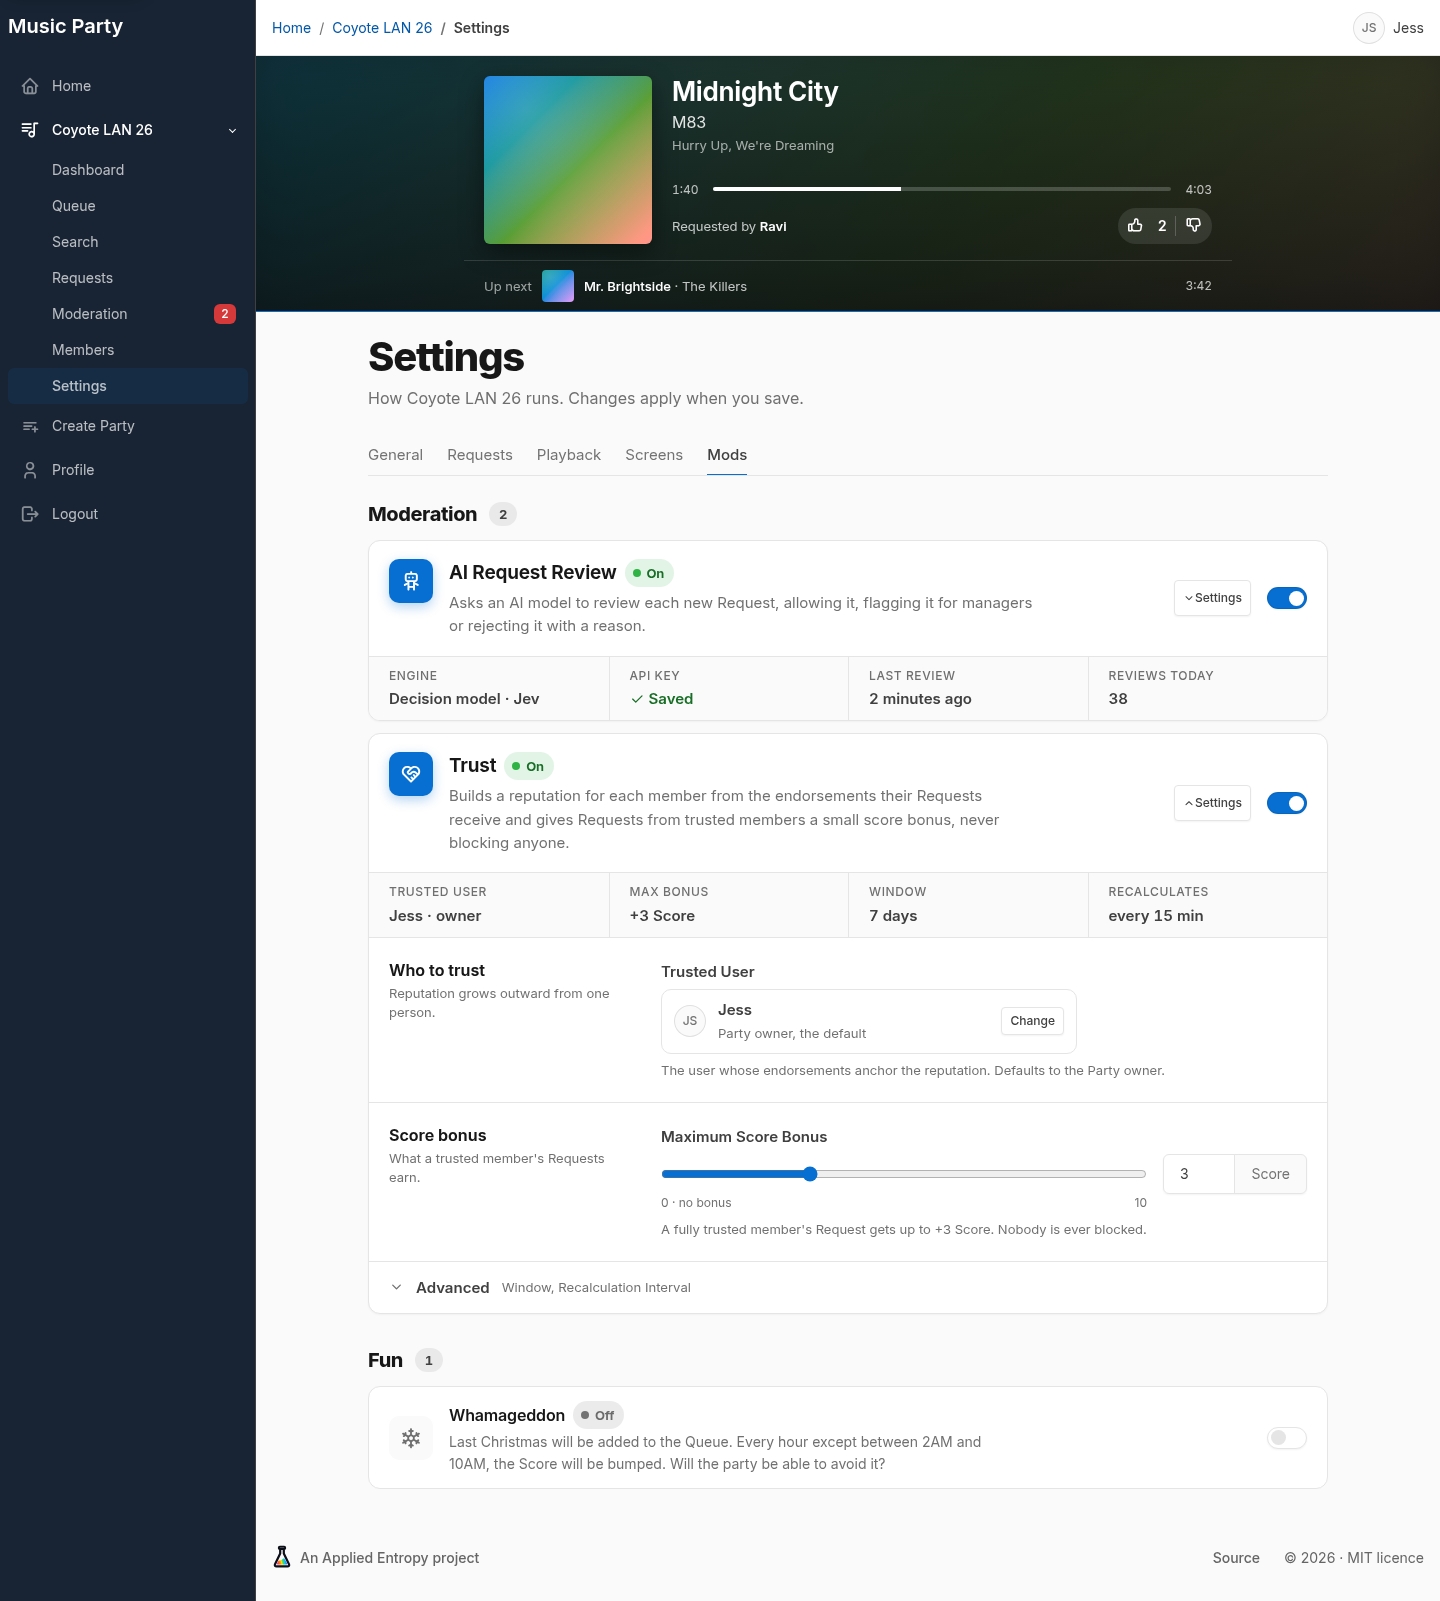 Music Party
Home / Coyote LAN 26 / Settings
JS Jess
Home
Coyote LAN 26
Dashboard
Queue
Search
Requests
Moderation 2
Members
Settings
Create Party
Profile
Logout
Midnight City
M83
Hurry Up, We're Dreaming
1:40 4:03
Requested by Ravi 2
Up next Mr. Brightside · The Killers 3:42
Settings
How Coyote LAN 26 runs. Changes apply when you save.
General Requests Playback Screens Mods
Moderation 2
AI Request Review On
Asks an AI model to review each new Request, allowing it, flagging it for managers
or rejecting it with a reason.
Settings
ENGINE API KEY LAST REVIEW REVIEWS TODAY
Decision model · Jev ✓ Saved 2 minutes ago 38
Trust On
Builds a reputation for each member from the endorsements their Requests
receive and gives Requests from trusted members a small score bonus, never
blocking anyone.
Settings
TRUSTED USER MAX BONUS WINDOW RECALCULATES
Jess · owner +3 Score 7 days every 15 min
Who to trust
Reputation grows outward from one
person.
Trusted User
JS Jess
Party owner, the default
Change
The user whose endorsements anchor the reputation. Defaults to the Party owner.
Score bonus
What a trusted member's Requests
earn.
Maximum Score Bonus
3 Score
0 · no bonus 10
A fully trusted member's Request gets up to +3 Score. Nobody is ever blocked.
Advanced Window, Recalculation Interval
Fun 1
Whamageddon Off
Last Christmas will be added to the Queue. Every hour except between 2AM and
10AM, the Score will be bumped. Will the party be able to avoid it?
An Applied Entropy project
Source © 2026 · MIT licence